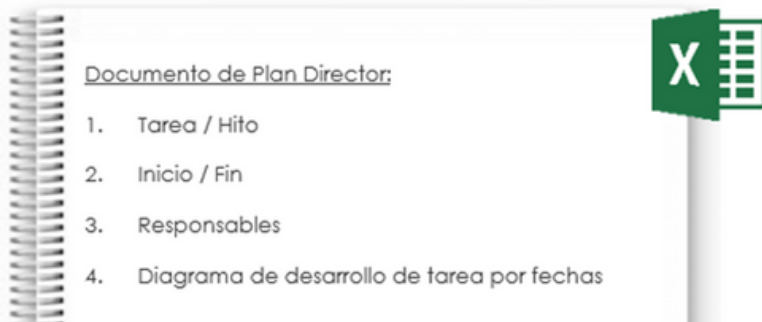 Documento de Plan Director:
1. Tarea / Hito
2. Inicio / Fin
3. Responsables
4. Diagrama de desarrollo de tarea por fechas
X